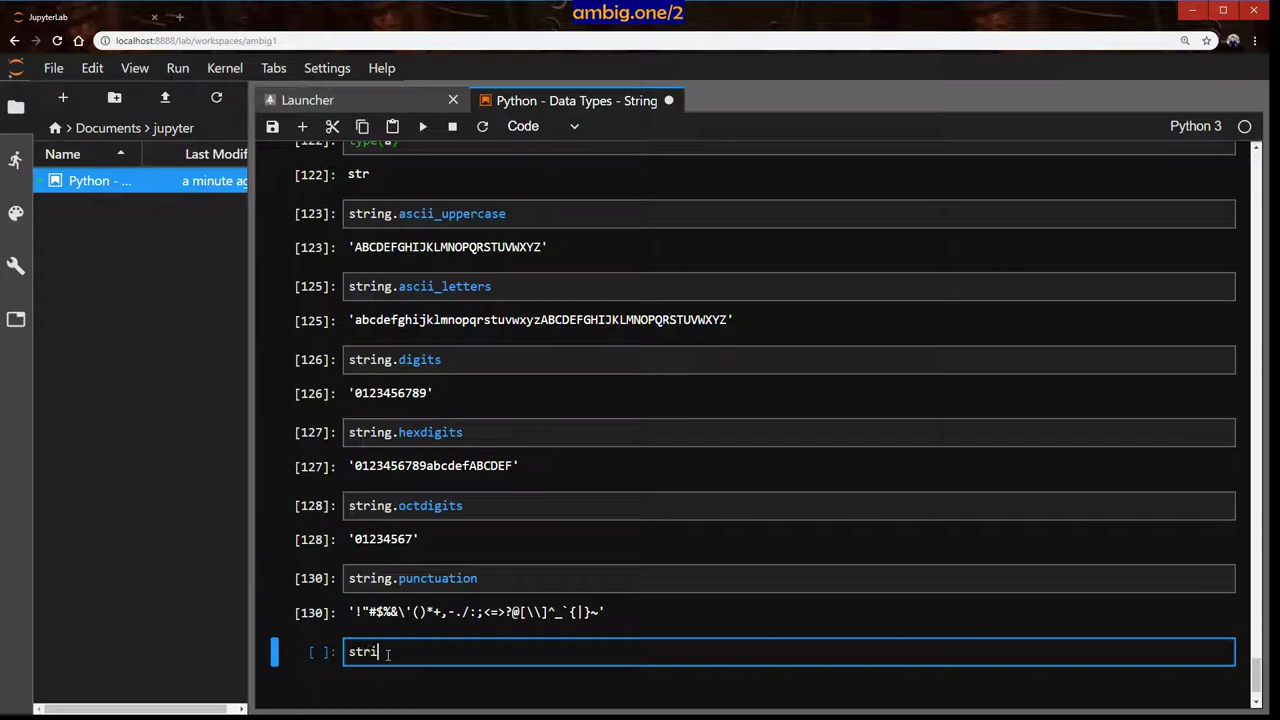 ambig.one/2
JupyterLab
localhost:8888/lab/workspaces/ambig1
File Edit View Run Kernel Tabs Settings Help
Launcher
Python - Data Types - String
Documents > jupyter
Code
Python 3
Name
Last Modif
Python - ...
a minute ag
[122]: type(a)
[122]: str
[123]: string.ascii_uppercase
[123]: 'ABCDEFGHIJKLMNOPQRSTUVWXYZ'
[125]: string.ascii_letters
[125]: 'abcdefghijklmnopqrstuvwxyzABCDEFGHIJKLMNOPQRSTUVWXYZ'
[126]: string.digits
[126]: '0123456789'
[127]: string.hexdigits
[127]: '0123456789abcdefABCDEF'
[128]: string.octdigits
[128]: '01234567'
[130]: string.punctuation
[130]: '!"#$%&\'()*+,-./:;<=>?@[\\]^_`{|}~'
[ ]: stri